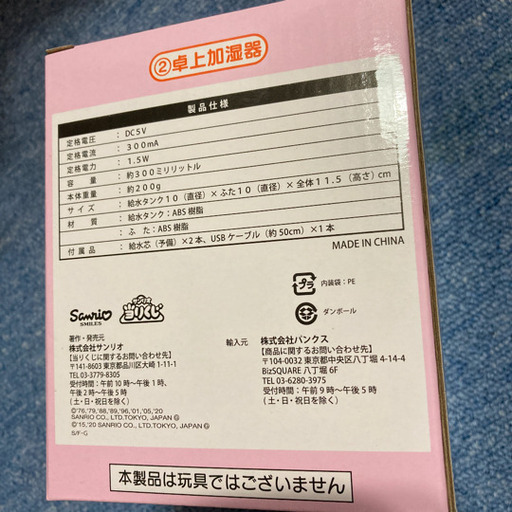 ②卓上加湿器
製品仕様
定格電圧 : DC5V
定格電流 : 300mA
定格電力 : 1.5W
容量 : 約300ミリリットル
本体重量 : 約200g
サイズ : 給水タンク10（直径）×ふた10（直径）×全体11.5（高さ）cm
材質 : 給水タンク：ABS樹脂
ふた：ABS樹脂
付属品 : 給水芯（予備）×2本、USBケーブル（約50cm）×1本
MADE IN CHINA
プラ
内装袋：PE
ダンボール
Sanrio
SMILES
当りくじ
著作・発売元
株式会社サンリオ
【当りくじに関するお問い合わせ先】
〒141-8603 東京都品川区大崎 1-11-1
TEL 03-3779-8105
受付時間：午前 10 時～午後 1 時、
午後 2 時～午後 5 時
（土・日・祝日を除く）
©'76,'79,'88,'89,'96,'01,'05,'20
SANRIO CO.,LTD.TOKYO, JAPAN Ⓖ
©'15,'20 SANRIO CO.,LTD.TOKYO, JAPAN Ⓖ
S/F-G
輸入元
株式会社バンクス
【商品に関するお問い合わせ先】
〒104-0032 東京都中央区八丁堀 4-14-4
BizSQUARE 八丁堀 6F
TEL 03-6280-3975
受付時間：午前 9 時～午後 5 時
（土・日・祝日を除く）
本製品は玩具ではございません